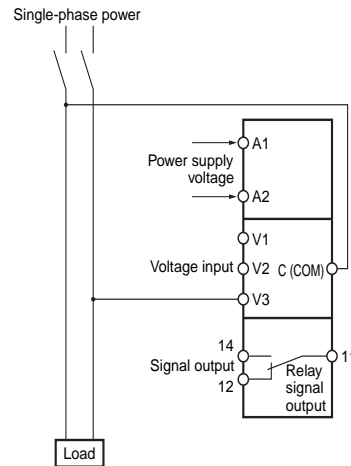 Single-phase power
A1
Power supply
voltage
A2
V1
Voltage input
V2
C (COM)
V3
14
11
Signal output
Relay
signal
output
12
Load